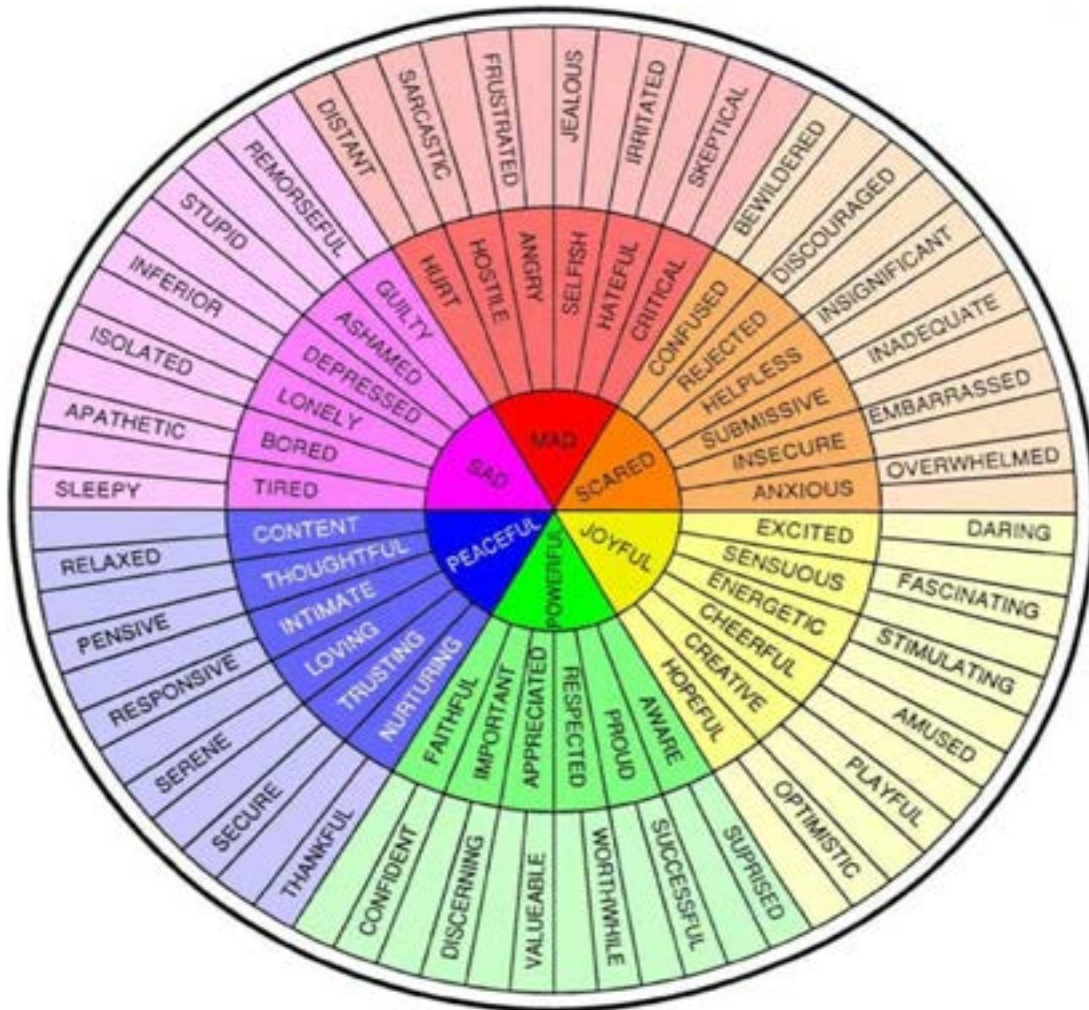 MAD
SCARED
JOYFUL
POWERFUL
PEACEFUL
SAD
HURT
HOSTILE
ANGRY
SELFISH
HATEFUL
CRITICAL
CONFUSED
REJECTED
HELPLESS
SUBMISSIVE
INSECURE
ANXIOUS
EXCITED
SENSUOUS
ENERGETIC
CHEERFUL
CREATIVE
HOPEFUL
AWARE
PROUD
RESPECTED
APPRECIATED
IMPORTANT
FAITHFUL
NURTURING
TRUSTING
LOVING
INTIMATE
THOUGHTFUL
CONTENT
TIRED
BORED
LONELY
DEPRESSED
ASHAMED
GUILTY
DISTANT
SARCASTIC
FRUSTRATED
JEALOUS
IRRITATED
SKEPTICAL
BEWILDERED
DISCOURAGED
INSIGNIFICANT
INADEQUATE
EMBARRASSED
OVERWHELMED
DARING
FASCINATING
STIMULATING
AMUSED
PLAYFUL
OPTIMISTIC
SUPRISED
SUCCESSFUL
WORTHWHILE
VALUEABLE
DISCERNING
CONFIDENT
THANKFUL
SECURE
SERENE
RESPONSIVE
PENSIVE
RELAXED
SLEEPY
APATHETIC
ISOLATED
INFERIOR
STUPID
REMORSEFUL